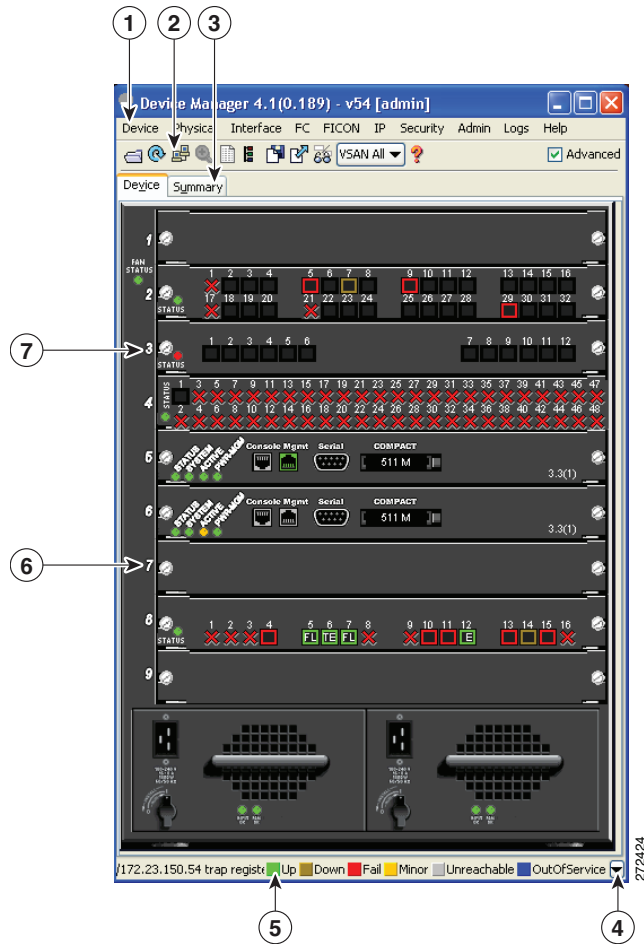 1 2 3
Device Manager 4.1(0.189) - v54 [admin]
Device Physical Interface FC FICON IP Security Admin Logs Help
VSAN All Advanced
Device Summary
1
FAN
STATUS
1 2 3 4 5 6 7 8 9 10 11 12 13 14 15 16
2
17 18 19 20 21 22 23 24 25 26 27 28 29 30 31 32
STATUS
7
3
1 2 3 4 5 6 7 8 9 10 11 12
STATUS
4
STATUS
1 3 5 7 9 11 13 15 17 19 21 23 25 27 29 31 33 35 37 39 41 43 45 47
2 4 6 8 10 12 14 16 18 20 22 24 26 28 30 32 34 36 38 40 42 44 46 48
5
STATUS SYSTEM ACTIVE PWR-MGM
Console Mgmt Serial COMPACT
511 M
3.3(1)
6
STATUS SYSTEM ACTIVE PWR-MGM
Console Mgmt Serial COMPACT
511 M
3.3(1)
6
7
8
1 2 3 4 5 6 7 8 9 10 11 12 13 14 15 16
STATUS
FL TE FL E
9
/172.23.150.54 trap registe Up Down Fail Minor Unreachable OutOfService
272424
5 4